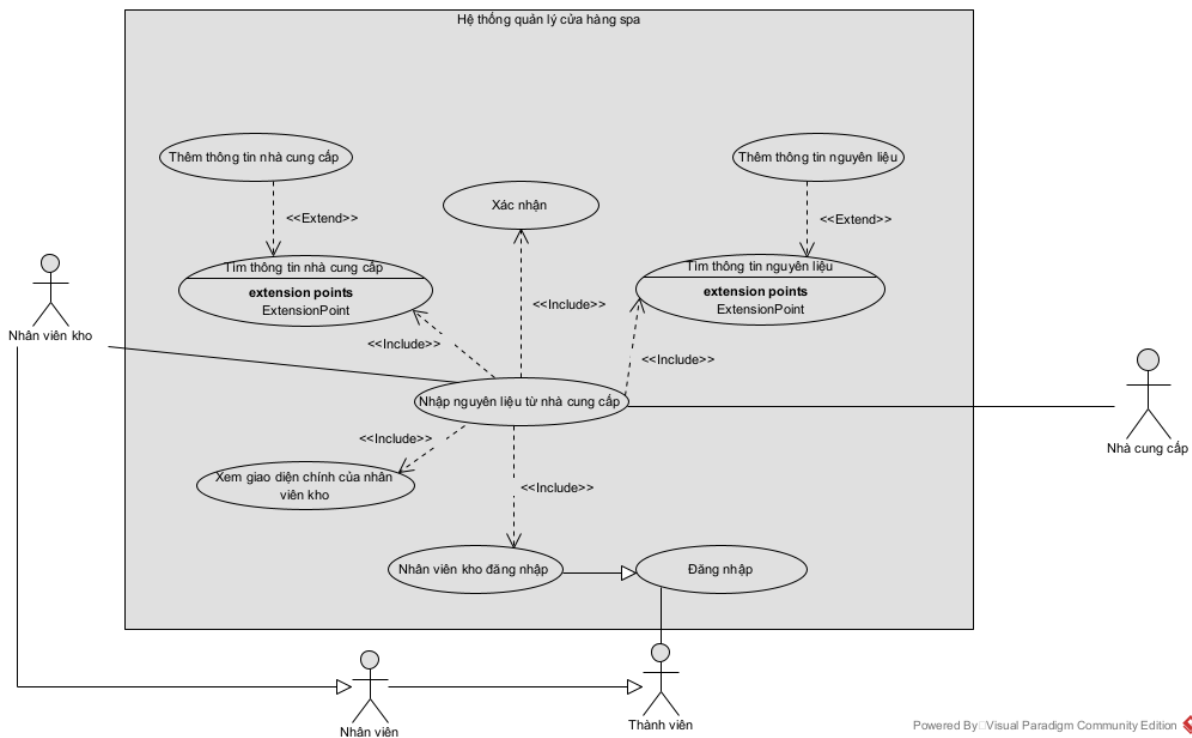 Hệ thống quản lý cửa hàng spa
Thêm thông tin nhà cung cấp
Thêm thông tin nguyên liệu
<<Extend>>
Xác nhận
<<Extend>>
Tìm thông tin nhà cung cấp
extension points
ExtensionPoint
Tìm thông tin nguyên liệu
extension points
ExtensionPoint
<<Include>>
Nhân viên kho
<<Include>>
<<Include>>
Nhập nguyên liệu từ nhà cung cấp
Nhà cung cấp
<<Include>>
Xem giao diện chính của nhân
viên kho
<<Include>>
Nhân viên kho đăng nhập
Đăng nhập
Nhân viên
Thành viên
Powered By Visual Paradigm Community Edition